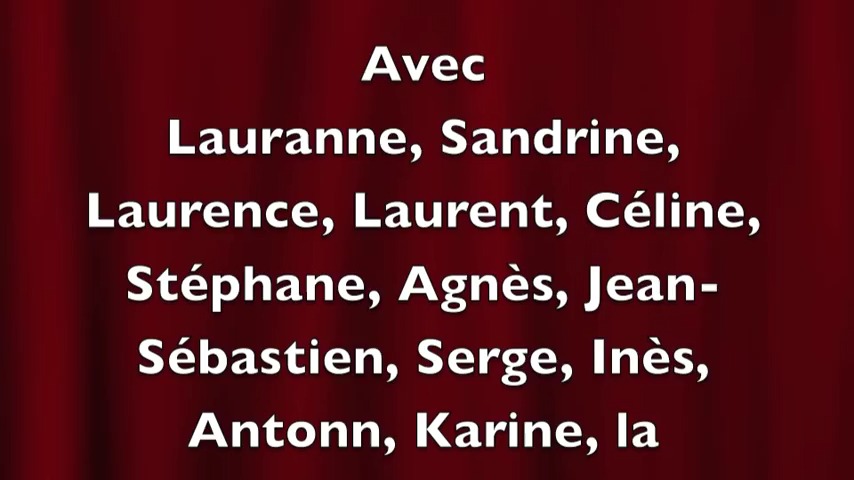 Avec
Lauranne, Sandrine,
Laurence, Laurent, Céline,
Stéphane, Agnès, Jean-
Sébastien, Serge, Inès,
Antonn, Karine, la